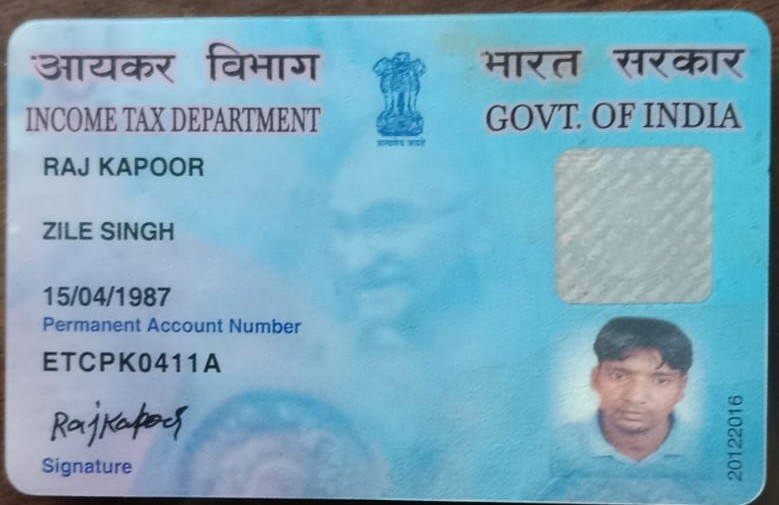 आयकर विभाग
INCOME TAX DEPARTMENT
सत्यमेव जयते
भारत सरकार
GOVT. OF INDIA
RAJ KAPOOR
ZILE SINGH
15/04/1987
Permanent Account Number
ETCPK0411A
RajKapoor
Signature
20122016